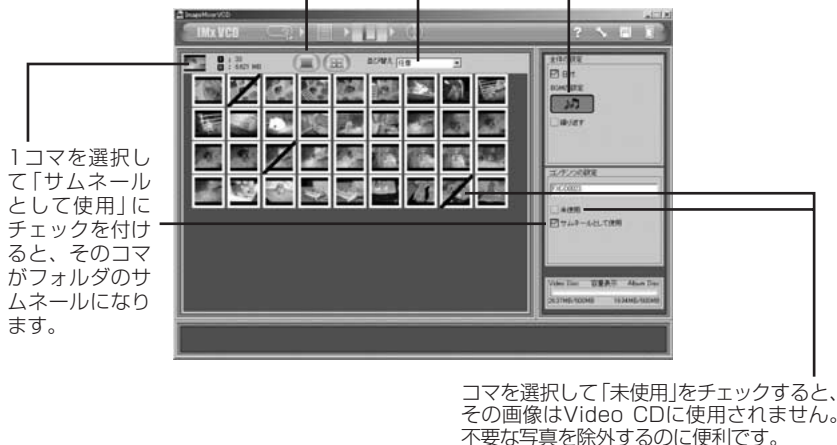 ImageMixerVCD
IMx VCD
並び替え 任意
全体の設定
日付
BGMの設定
繰り返す
コンテンツの設定
未使用
サムネールとして使用
Video Disc 容量表示 Album Disc
1コマを選択し
て「サムネール
として使用」に
チェックを付け
ると、そのコマ
がフォルダのサ
ムネールになり
ます。
コマを選択して「未使用」をチェックすると、
その画像はVideo CDに使用されません。
不要な写真を除外するのに便利です。